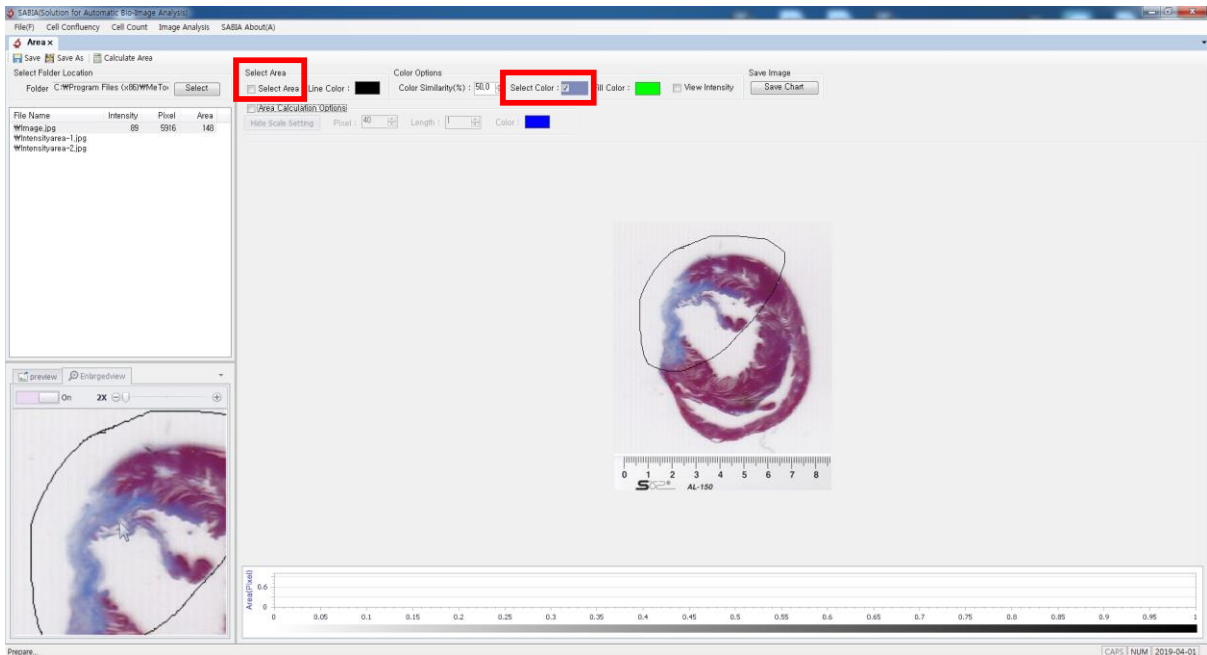 SABIA(Solution for Automatic Bio-Image Analysis)
File(F) Cell Confluency Cell Count Image Analysis SABIA About(A)
Area x
Save Save As Calculate Area
Select Folder Location
Folder C:₩Program Files (x86)₩MeTo Select
File Name Intensity Pixel Area
₩Image.jpg 89 5916 148
₩Intensityarea-1.jpg
₩Intensityarea-2.jpg
Select Area
Select Area Line Color :
Color Options
Color Similarity(%) : 50.0 Select Color : Fill Color : View Intensity
Save Image
Save Chart
Area Calculation Options
Hide Scale Setting Pixel : 40 Length : 1 Color :
0 1 2 3 4 5 6 7 8
AL-150
preview Enlargedview
On 2X
Area(Pixel)
0.6
0
0 0.05 0.1 0.15 0.2 0.25 0.3 0.35 0.4 0.45 0.5 0.55 0.6 0.65 0.7 0.75 0.8 0.85 0.9 0.95 1
Prepare...
CAPS NUM 2019-04-01